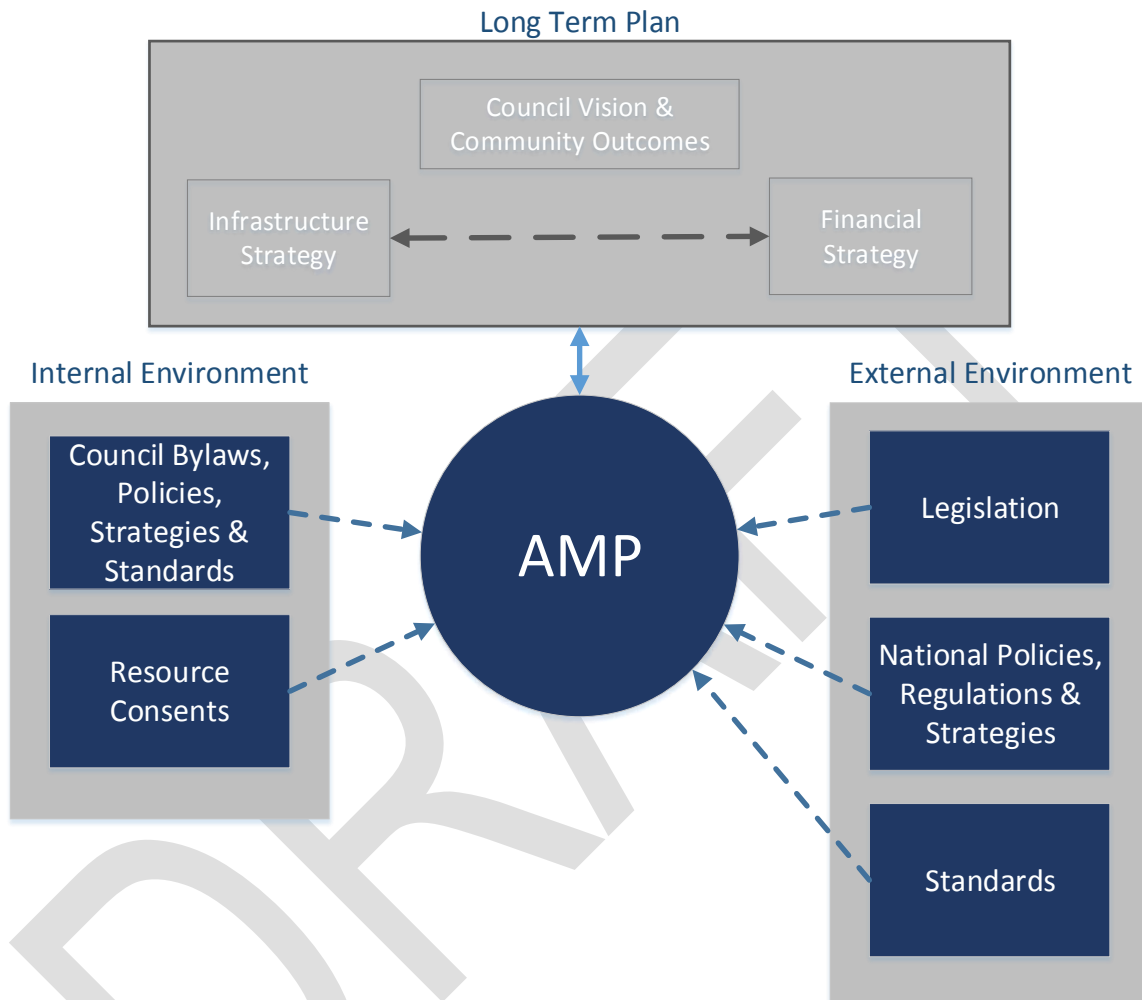 Long Term Plan
Council Vision &
Community Outcomes
Infrastructure
Strategy
Financial
Strategy
Internal Environment
External Environment
Council Bylaws,
Policies,
Strategies &
Standards
Resource
Consents
AMP
Legislation
National Policies,
Regulations &
Strategies
Standards
DRAFT